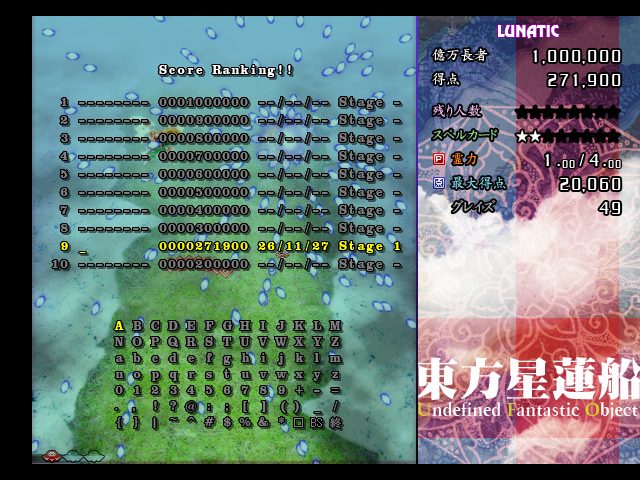 Score Ranking!!
1 -------- 0001000000 --/--/-- Stage -
2 -------- 0000900000 --/--/-- Stage -
3 -------- 0000800000 --/--/-- Stage -
4 -------- 0000700000 --/--/-- Stage -
5 -------- 0000600000 --/--/-- Stage -
6 -------- 0000500000 --/--/-- Stage -
7 -------- 0000400000 --/--/-- Stage -
8 -------- 0000300000 --/--/-- Stage -
9 _ 0000271900 26/11/27 Stage 1
10 -------- 0000200000 --/--/-- Stage -
A B C D E F G H I J K L M
N O P Q R S T U V W X Y Z
a b c d e f g h i j k l m
n o p q r s t u v w x y z
0 1 2 3 4 5 6 7 8 9 + - =
. , ! ? @ : ; [ ] ( ) _ /
{ } | ~ ^ # $ % & * □ BS 終
LUNATIC
億万長者 1,000,000
得点 271,900
残り人数 ★★★★★★★★★
スペルカード ★★★★★★★★★
P 霊力 1.00/4.00
点 最大得点 20,060
グレイズ 49
東方星蓮船
Undefined Fantastic Object